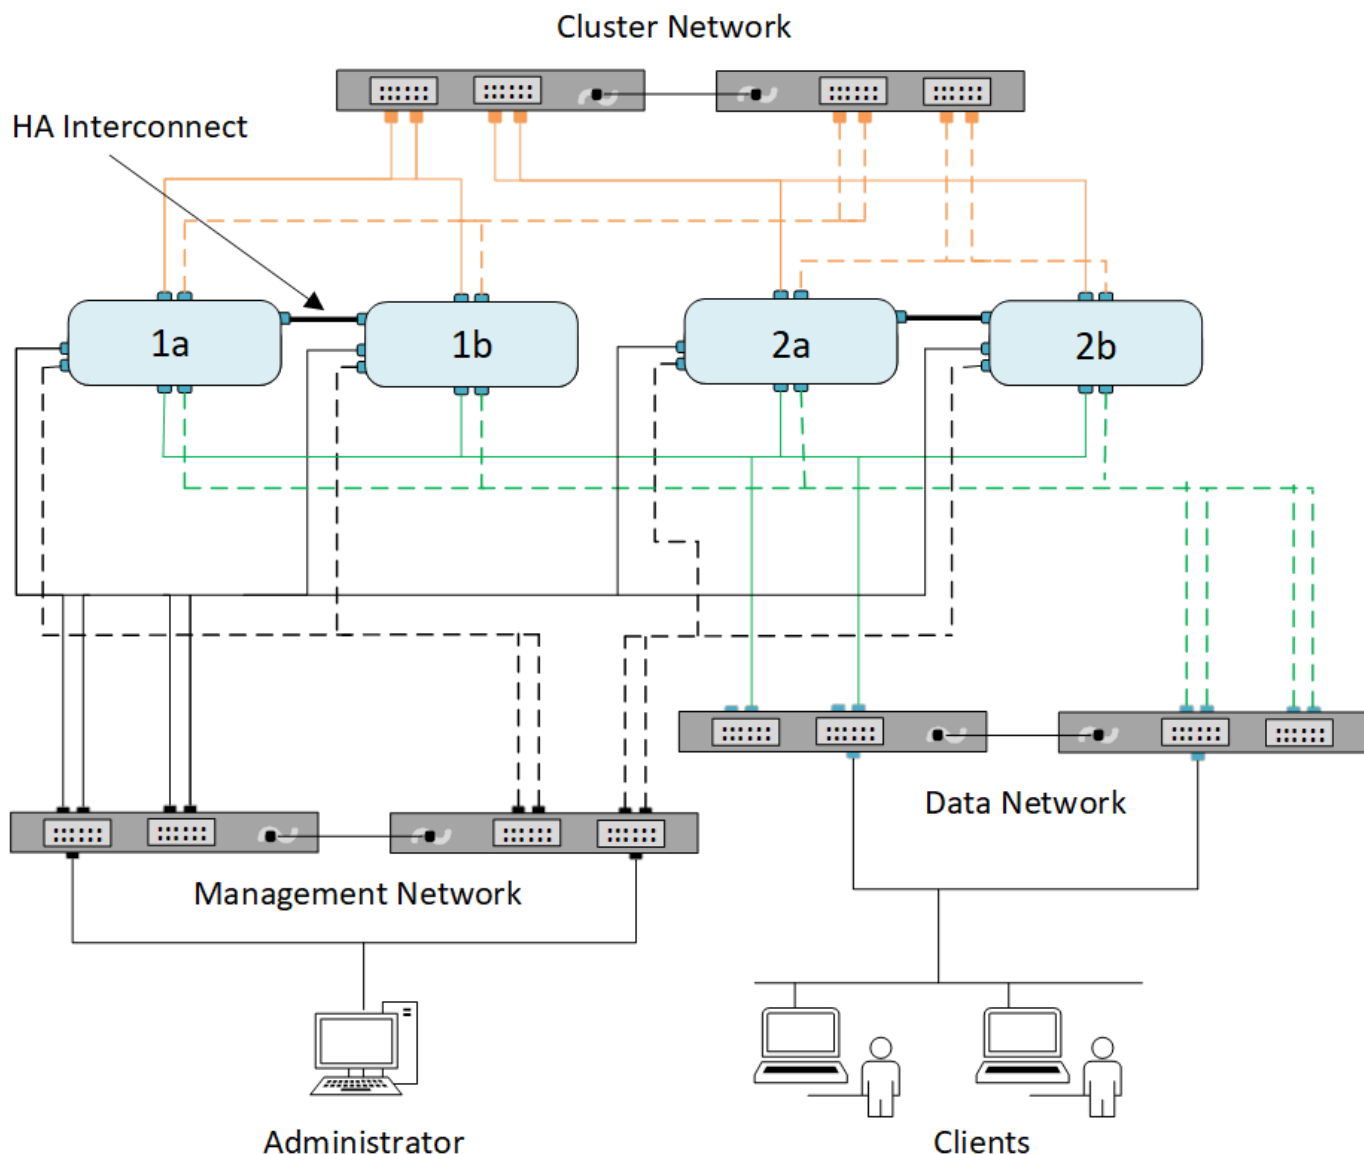 Cluster Network
HA Interconnect
1a
1b
2a
2b
Data Network
Management Network
Administrator
Clients